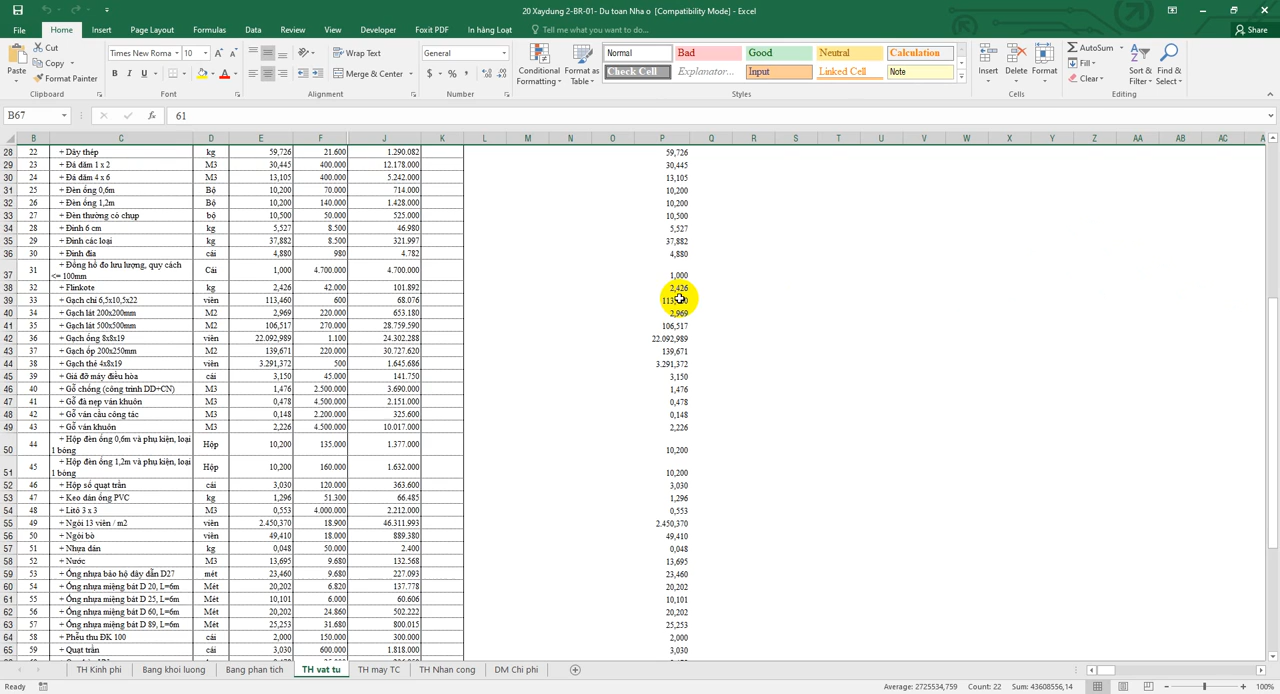 20 Xaydung 2-BR-01- Du toan Nha o [Compatibility Mode] - Excel
File Home Insert Page Layout Formulas Data Review View Developer Foxit PDF In hàng Loạt Tell me what you want to do... Share
Paste Cut Copy Format Painter Clipboard
Times New Roma 10 B I U Font
Wrap Text Merge & Center Alignment
General $ % , Number
Conditional Formatting Format as Table
Normal Bad Good Neutral Calculation
Check Cell Explanator... Input Linked Cell Note
Styles
Insert Delete Format Cells
AutoSum Fill Clear Sort & Filter Find & Select Editing
B67 fx 61
B C D E F J K L M N O P Q R S T U V W X Y Z AA AB AC
28 22 + Dây thép kg 59,726 21.600 1.290.082 59,726
29 23 + Đá dăm 1 x 2 M3 30,445 400.000 12.178.000 30,445
30 24 + Đá dăm 4 x 6 M3 13,105 400.000 5.242.000 13,105
31 25 + Đèn ống 0,6m Bộ 10,200 70.000 714.000 10,200
32 26 + Đèn ống 1,2m Bộ 10,200 140.000 1.428.000 10,200
33 27 + Đèn thường có chụp bộ 10,500 50.000 525.000 10,500
34 28 + Đinh 6 cm kg 5,527 8.500 46.980 5,527
35 29 + Đinh các loại kg 37,882 8.500 321.997 37,882
36 30 + Đinh đỉa cái 4,880 980 4.782 4,880
37 31 + Đồng hồ đo lưu lượng, quy cách
<= 100mm Cái 1,000 4.700.000 4.700.000 1,000
38 32 + Flinkote kg 2,426 42.000 101.892 2,426
39 33 + Gạch chỉ 6,5x10,5x22 viên 113,460 600 68.076
40 34 + Gạch lát 200x200mm M2 2,969 220.000 653.180 2,969
41 35 + Gạch lát 500x500mm M2 106,517 270.000 28.759.590 106,517
42 36 + Gạch ống 8x8x19 viên 22.092,989 1.100 24.302.288 22.092,989
43 37 + Gạch ốp 200x250mm M2 139,671 220.000 30.727.620 139,671
44 38 + Gạch thẻ 4x8x19 viên 3.291,372 500 1.645.686 3.291,372
45 39 + Giá đỡ máy điều hòa cái 3,150 45.000 141.750 3,150
46 40 + Gỗ chống (công trình DD+CN) M3 1,476 2.500.000 3.690.000 1,476
47 41 + Gỗ đà nẹp ván khuôn M3 0,478 4.500.000 2.151.000 0,478
48 42 + Gỗ ván cầu công tác M3 0,148 2.200.000 325.600 0,148
49 43 + Gỗ ván khuôn M3 2,226 4.500.000 10.017.000 2,226
50 44 + Hộp đèn ống 0,6m và phụ kiện, loại
1 bóng Hộp 10,200 135.000 1.377.000 10,200
51 45 + Hộp đèn ống 1,2m và phụ kiện, loại
1 bóng Hộp 10,200 160.000 1.632.000 10,200
52 46 + Hộp số quạt trần cái 3,030 120.000 363.600 3,030
53 47 + Keo dán ống PVC kg 1,296 51.300 66.485 1,296
54 48 + Litô 3 x 3 M3 0,553 4.000.000 2.212.000 0,553
55 49 + Ngói 13 viên / m2 viên 2.450,370 18.900 46.311.993 2.450,370
56 50 + Ngói bò viên 49,410 18.000 889.380 49,410
57 51 + Nhựa dán kg 0,048 50.000 2.400 0,048
58 52 + Nước M3 13,695 9.680 132.568 13,695
59 53 + Ống nhựa bảo hộ dây dẫn D27 mét 23,460 9.680 227.093 23,460
60 54 + Ống nhựa miệng bát D 20, L=6m Mét 20,202 6.820 137.778 20,202
61 55 + Ống nhựa miệng bát D 25, L=6m Mét 10,101 6.000 60.606 10,101
62 56 + Ống nhựa miệng bát D 60, L=6m Mét 20,202 24.860 502.222 20,202
63 57 + Ống nhựa miệng bát D 89, L=6m Mét 25,253 31.680 800.015 25,253
64 58 + Phễu thu ĐK 100 cái 2,000 150.000 300.000 2,000
65 59 + Quạt trần cái 3,030 600.000 1.818.000 3,030
TH Kinh phi Bang khoi luong Bang phan tich TH vat tu TH may TC TH Nhan cong DM Chi phi
Ready Average: 2725534,759 Count: 22 Sum: 43608556,14 100%